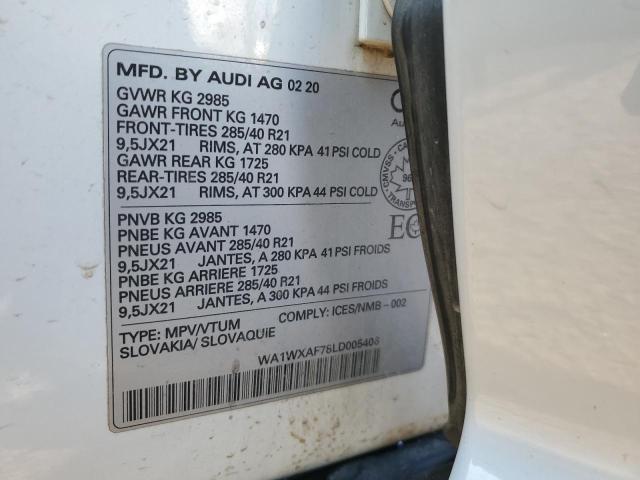 MFD. BY AUDI AG 02 20
GVWR KG 2985
GAWR FRONT KG 1470
FRONT-TIRES 285/40 R21
9,5JX21 RIMS, AT 280 KPA 41 PSI COLD
GAWR REAR KG 1725
REAR-TIRES 285/40 R21
9,5JX21 RIMS, AT 300 KPA 44 PSI COLD
PNVB KG 2985
PNBE KG AVANT 1470
PNEUS AVANT 285/40 R21
9,5JX21 JANTES, A 280 KPA 41 PSI FROIDS
PNBE KG ARRIERE 1725
PNEUS ARRIERE 285/40 R21
9,5JX21 JANTES, A 300 KPA 44 PSI FROIDS
TYPE: MPV/VTUM COMPLY: ICES/NMB-002
SLOVAKIA/ SLOVAQUiE
WA1WXAF76LD005408